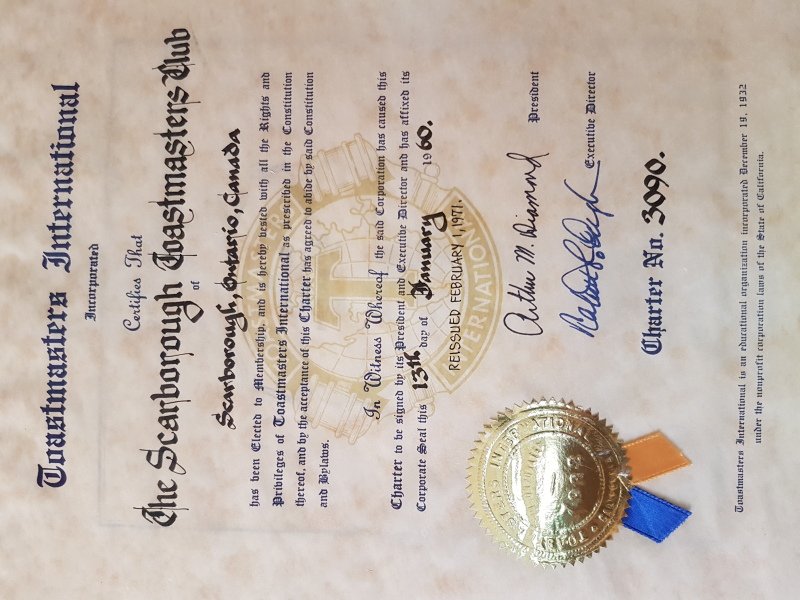 Toastmasters International
Incorporated
Certifies That
The Scarborough Toastmasters Club
of
Scarborough, Ontario, Canada
has been Elected to Membership, and is hereby vested with all the Rights and
Privileges of Toastmasters International as prescribed in the Constitution
thereof, and by the acceptance of this Charter has agreed to abide by said Constitution
and Bylaws.
In Witness Whereof the said Corporation has caused this
Charter to be signed by its President and Executive Director and has affixed its
Corporate Seal this 13th day of January 1960.
REISSUED FEBRUARY 1, 1971.
Arthur M. Diamond
President
Executive Director
Charter No. 3090.
Toastmasters International is an educational organization incorporated December 19, 1932
under the nonprofit corporation laws of the State of California.
INTERNATIONAL